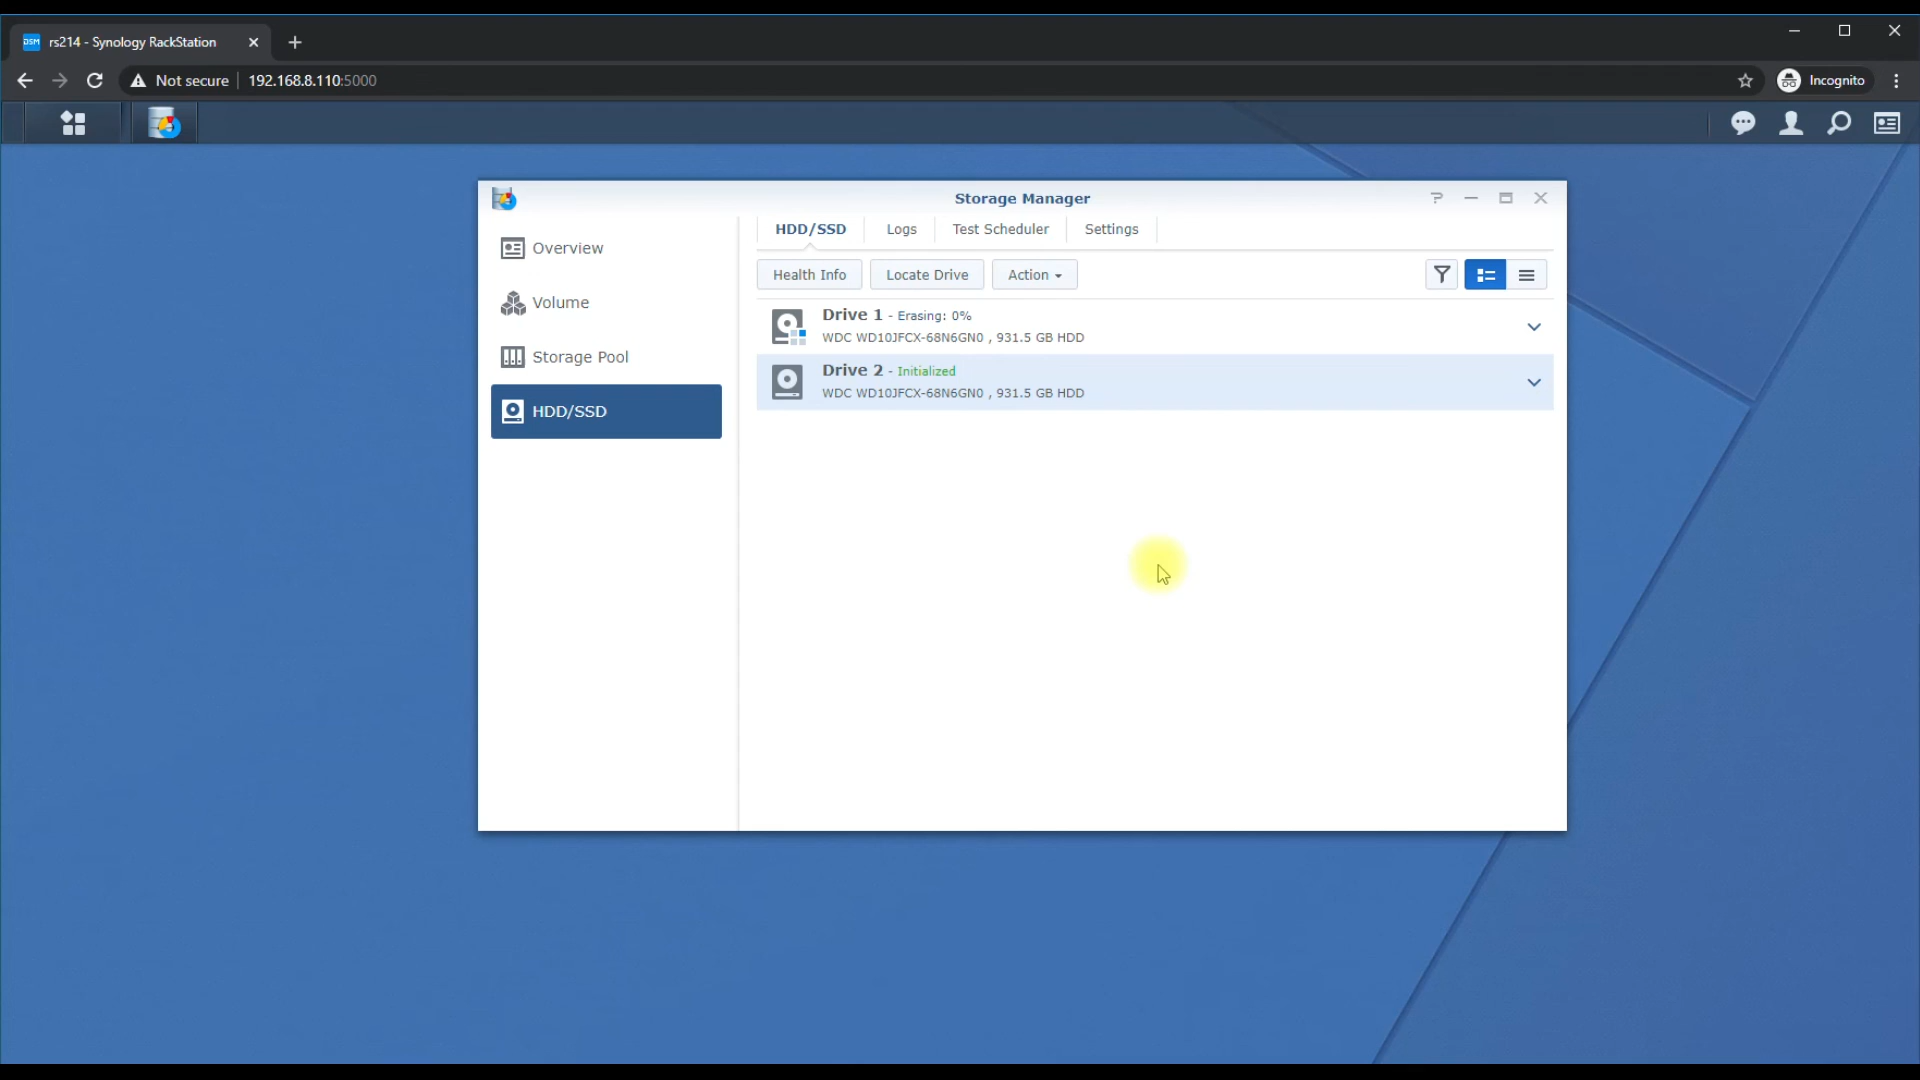 DSM rs214 - Synology RackStation
Not secure 192.168.8.110:5000 Incognito
Storage Manager
Overview
Volume
Storage Pool
HDD/SSD
HDD/SSD Logs Test Scheduler Settings
Health Info Locate Drive Action
Drive 1 - Erasing: 0%
WDC WD10JFCX-68N6GN0 , 931.5 GB HDD
Drive 2 - Initialized
WDC WD10JFCX-68N6GN0 , 931.5 GB HDD